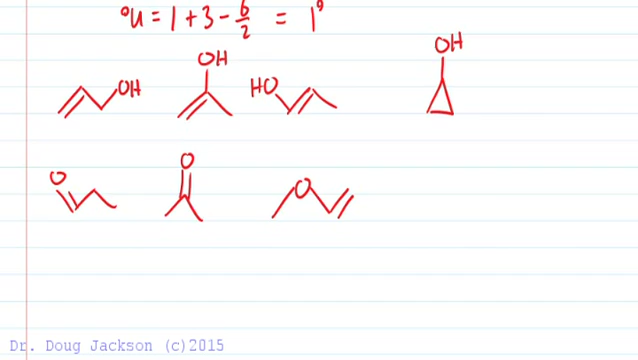 °U = 1 + 3 - 6/2 = 1°
OH
OH OH HO
O O O
Dr. Doug Jackson (c)2015